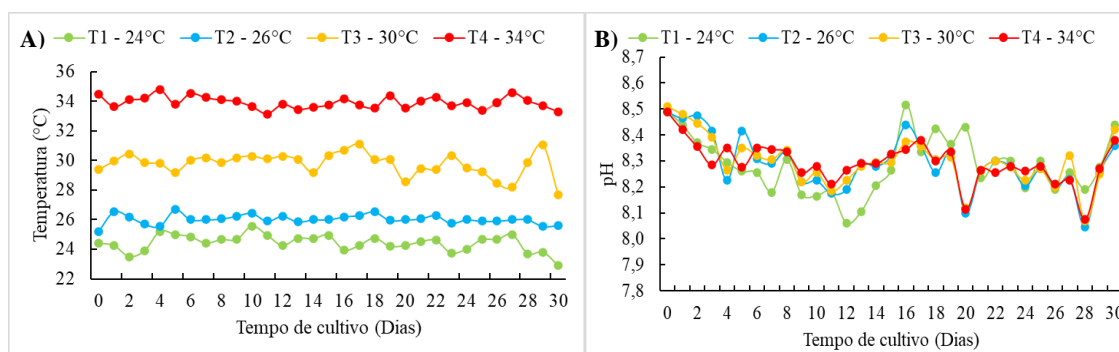 A)
T1 - 24°C T2 - 26°C T3 - 30°C T4 - 34°C
36
34
32
30
28
26
24
22
Temperatura (°C)
0 2 4 6 8 10 12 14 16 18 20 22 24 26 28 30
Tempo de cultivo (Dias)
B)
T1 - 24°C T2 - 26°C T3 - 30°C T4 - 34°C
8,7
8,6
8,5
8,4
8,3
8,2
8,1
8,0
7,9
7,8
pH
0 2 4 6 8 10 12 14 16 18 20 22 24 26 28 30
Tempo de cultivo (Dias)